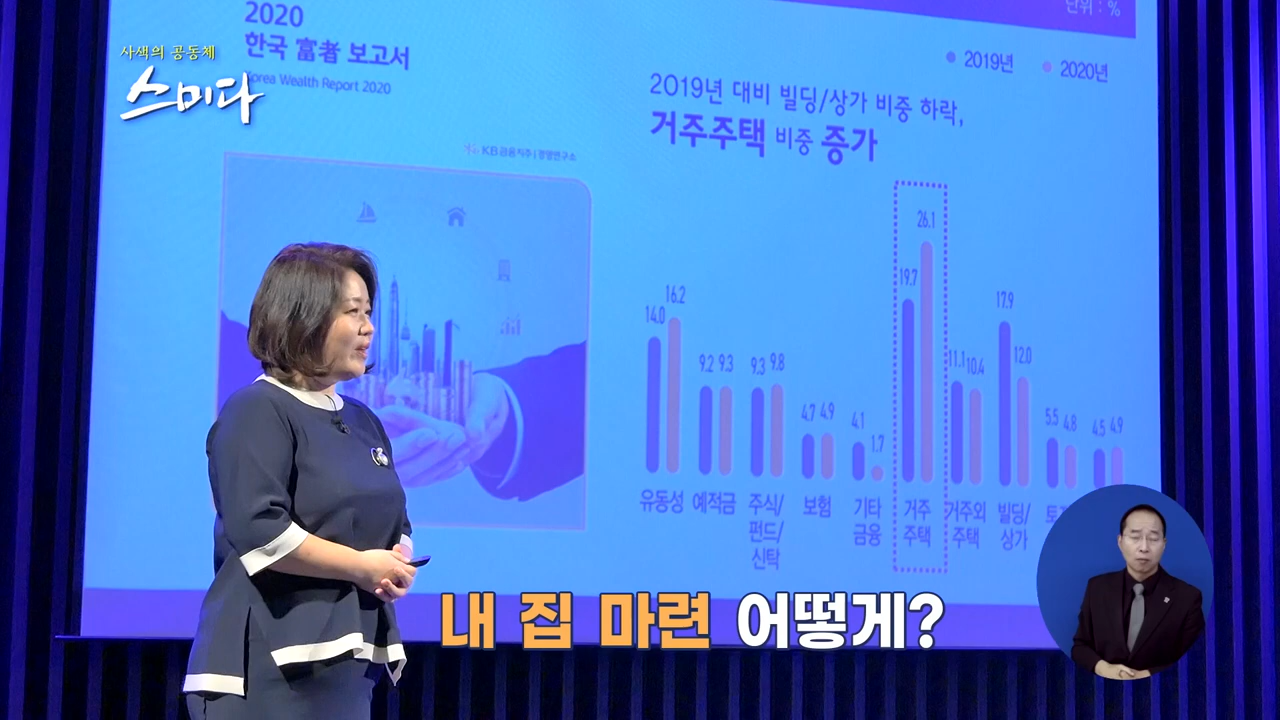 사색의 공동체
스미다
2020
한국 富者 보고서
Korea Wealth Report 2020
KB금융지주 | 경영연구소
단위 : %
2019년 2020년
2019년 대비 빌딩/상가 비중 하락,
거주주택 비중 증가
14.0 16.2 9.2 9.3 9.3 9.8 4.7 4.9 4.1 1.7 19.7 26.1 11.1 10.4 17.9 12.0 5.5 4.8 4.5 4.9
유동성 예적금 주식/ 보험 기타 거주 거주외 빌딩/
펀드/ 금융 주택 주택 상가
신탁
내 집 마련 어떻게?